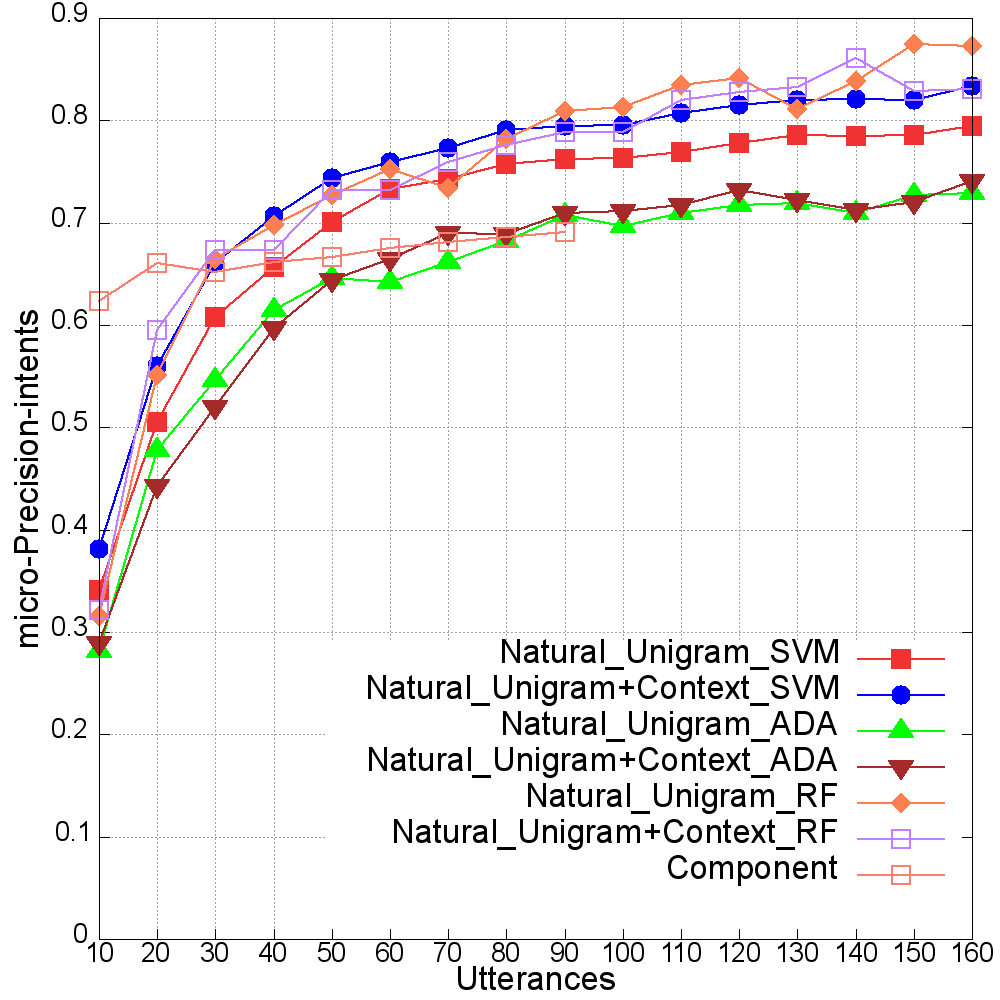 0.9
0.8
0.7
0.6
0.5
0.4
0.3
0.2
0.1
0
micro-Precision-intents
Natural_Unigram_SVM
Natural_Unigram+Context_SVM
Natural_Unigram_ADA
Natural_Unigram+Context_ADA
Natural_Unigram_RF
Natural_Unigram+Context_RF
Component
10 20 30 40 50 60 70 80 90 100 110 120 130 140 150 160
Utterances